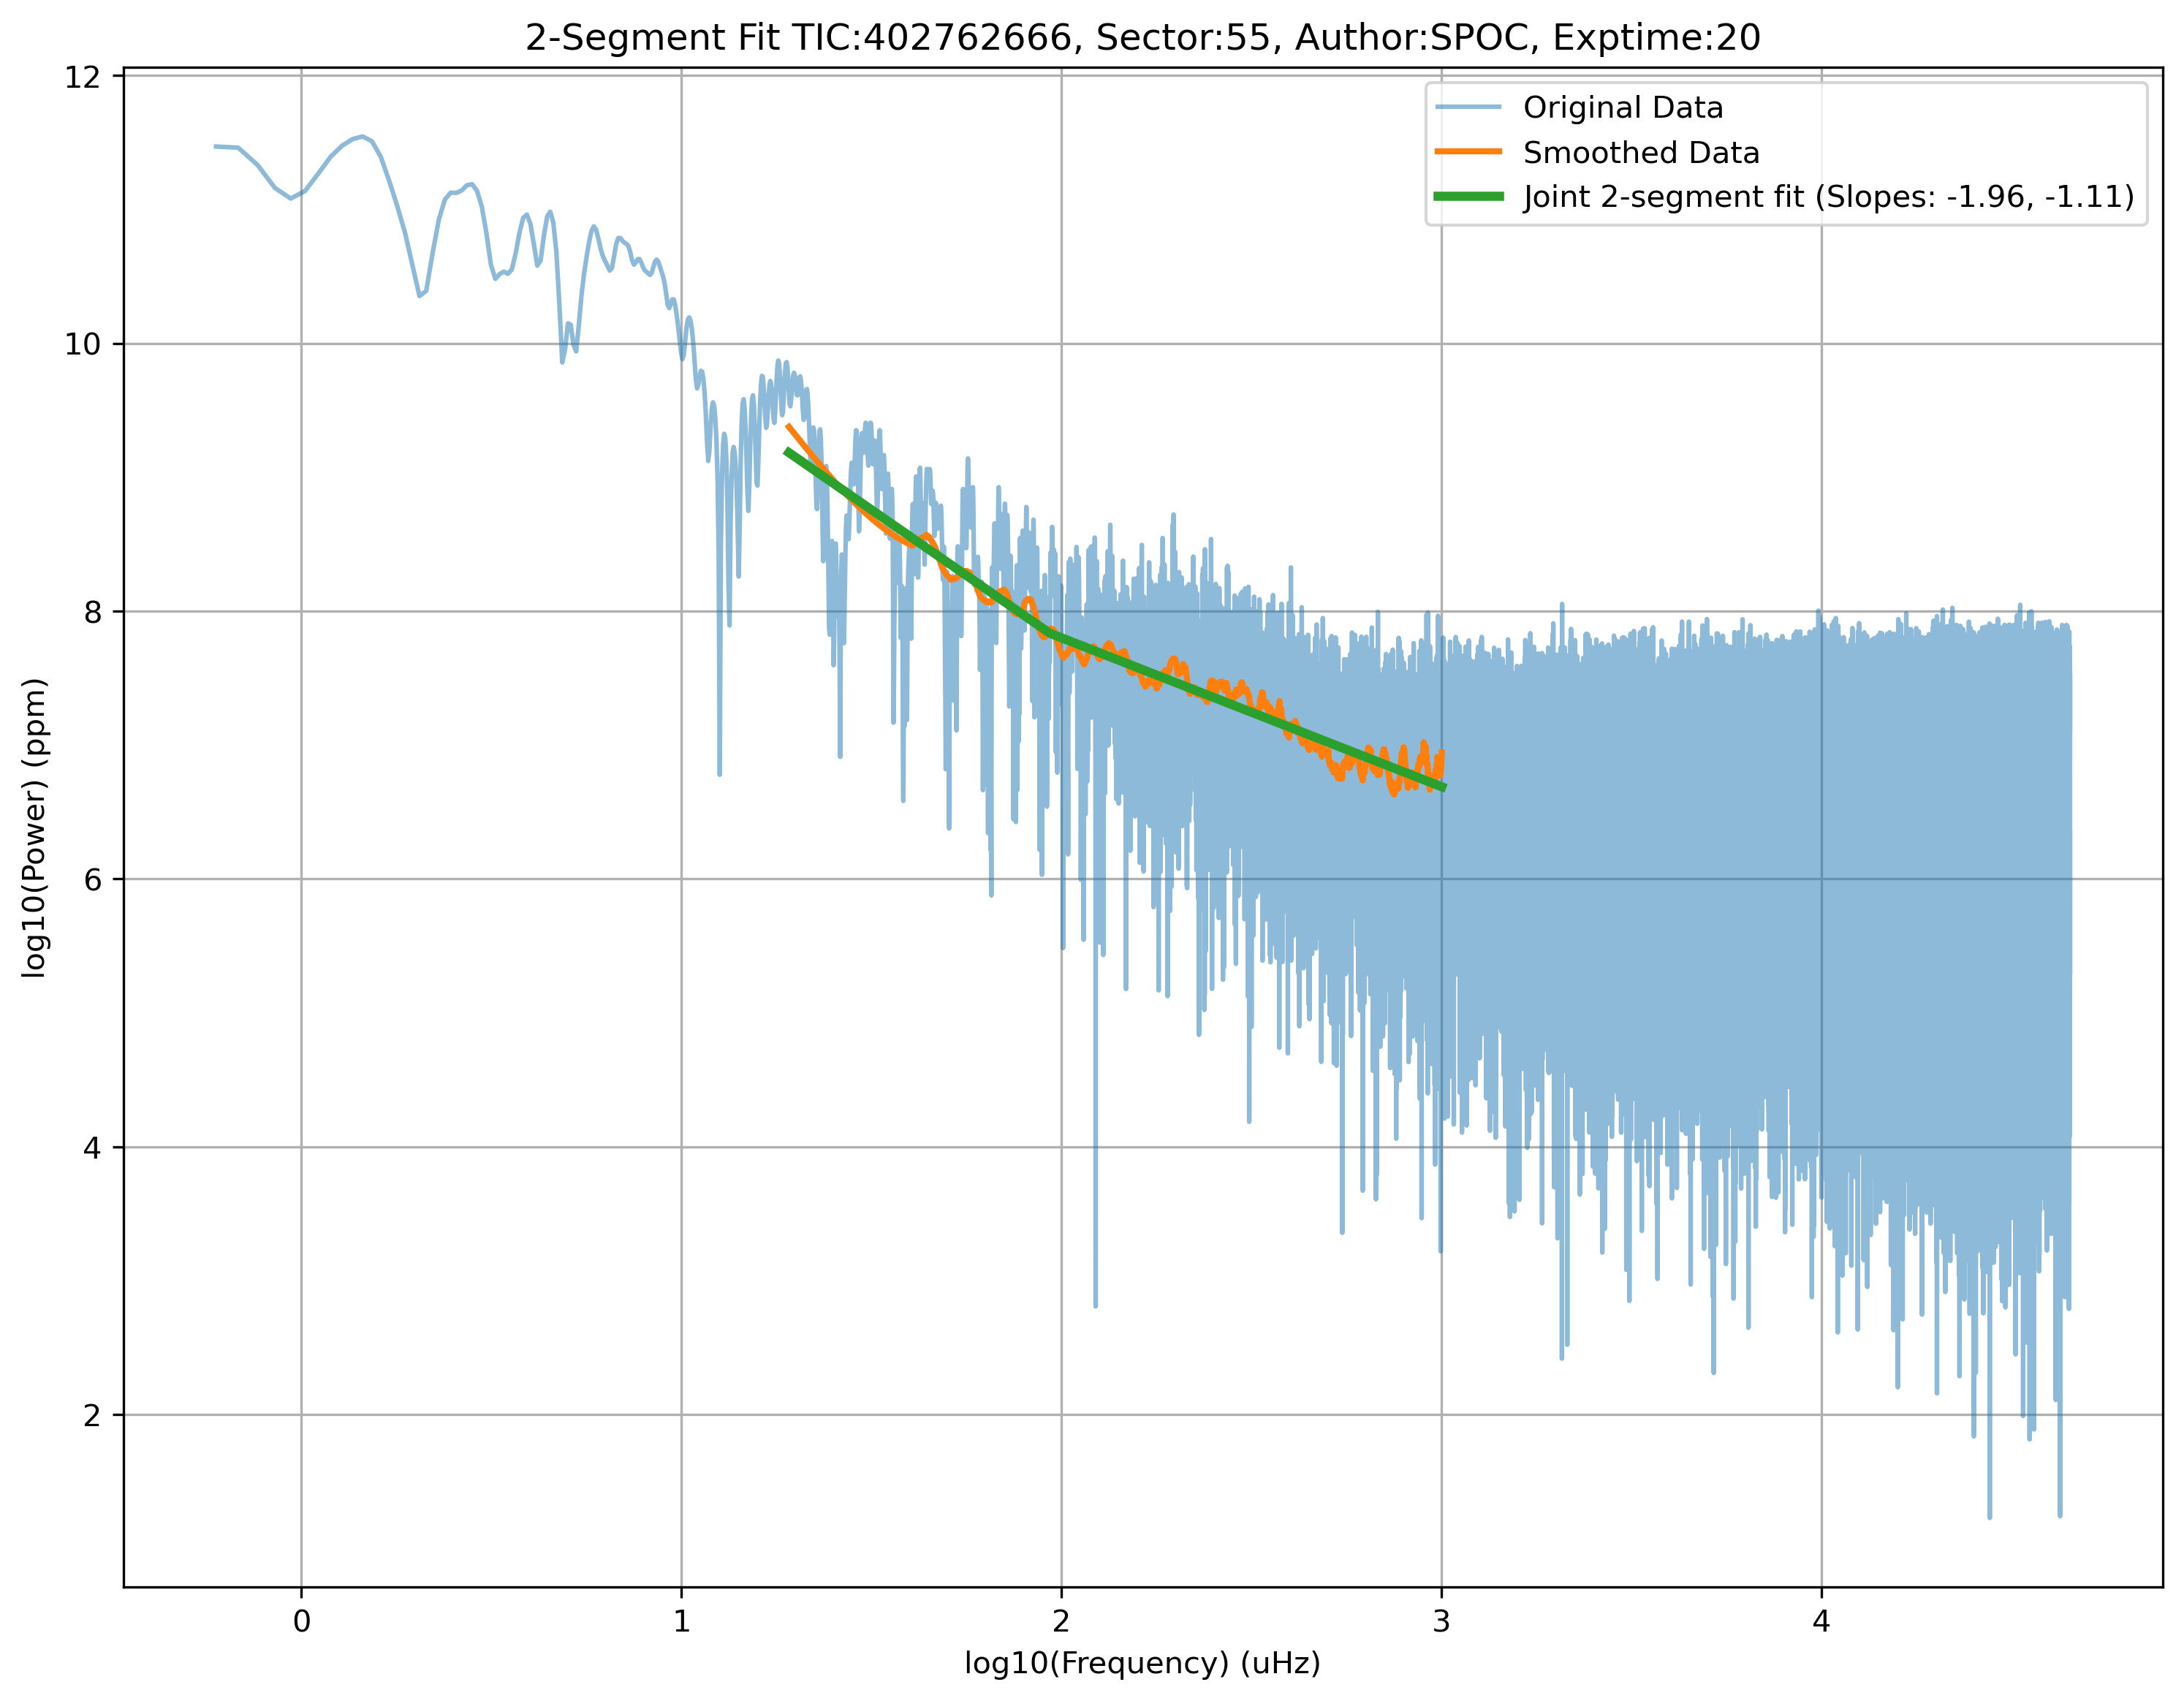 2-Segment Fit TIC:402762666, Sector:55, Author:SPOC, Exptime:20
Original Data
Smoothed Data
Joint 2-segment fit (Slopes: -1.96, -1.11)
12
10
8
6
4
2
log10(Power) (ppm)
0 1 2 3 4
log10(Frequency) (uHz)